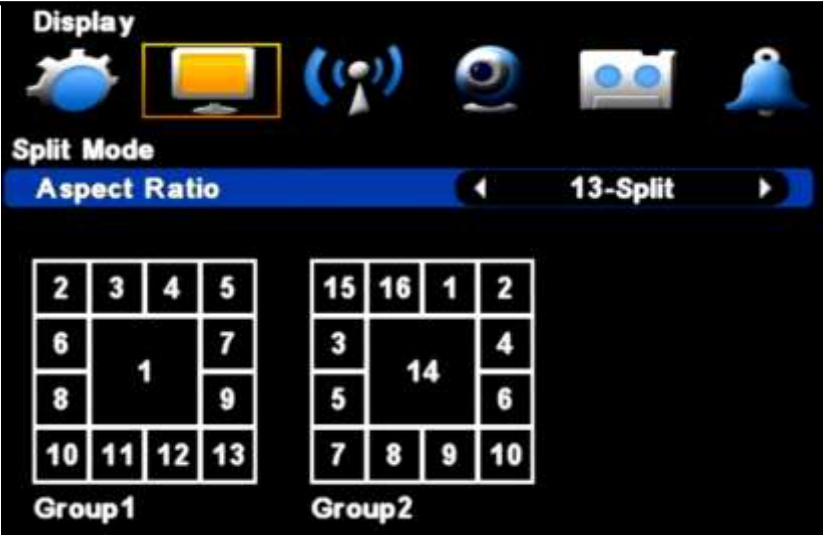 Display
Split Mode
Aspect Ratio 13-Split
2 3 4 5 15 16 1 2
6 7 3 4
1 14
8 9 5 6
10 11 12 13 7 8 9 10
Group1 Group2